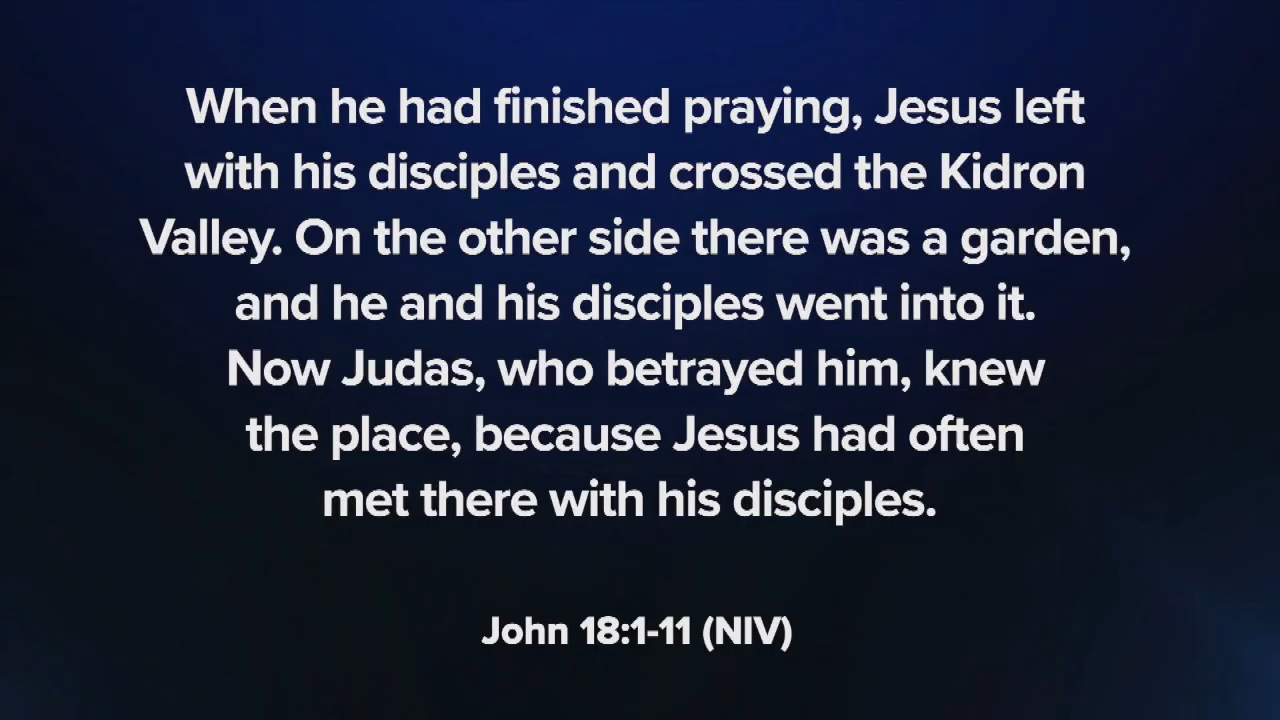 When he had finished praying, Jesus left
with his disciples and crossed the Kidron
Valley. On the other side there was a garden,
and he and his disciples went into it.
Now Judas, who betrayed him, knew
the place, because Jesus had often
met there with his disciples.
John 18:1-11 (NIV)